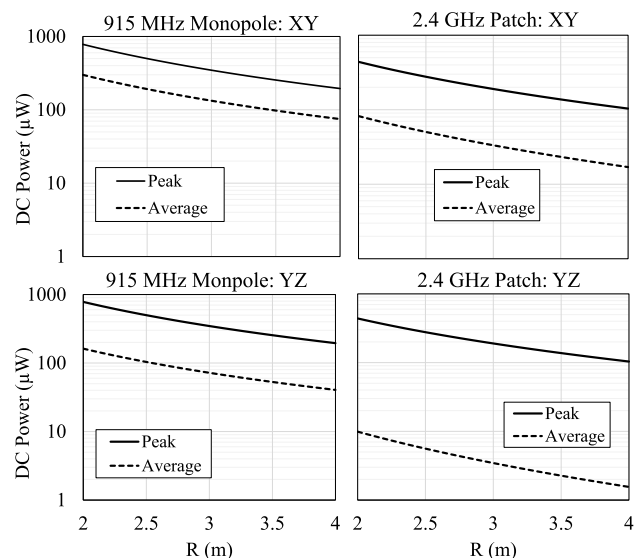 915 MHz Monopole: XY
2.4 GHz Patch: XY
DC Power (µW)
1000
100
10
1
Peak
Average
Peak
Average
915 MHz Monpole: YZ
2.4 GHz Patch: YZ
DC Power (µW)
1000
100
10
1
Peak
Average
Peak
Average
2 2.5 3 3.5 4
2 2.5 3 3.5 4
R (m)
R (m)